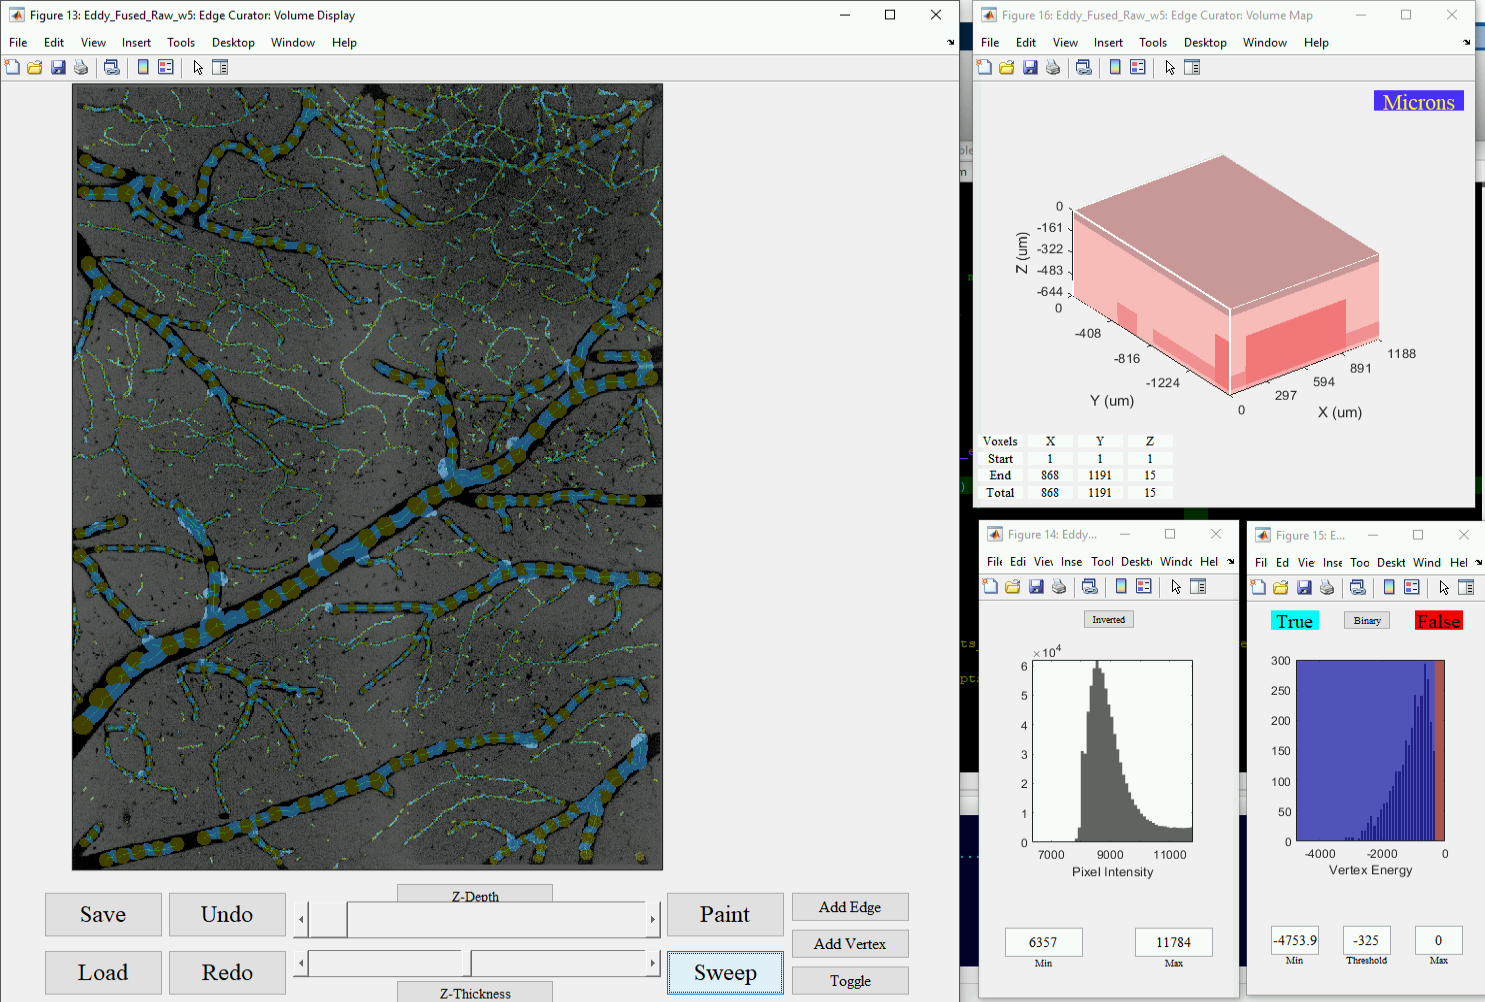 Figure 13: Eddy_Fused_Raw_w5: Edge Curator: Volume Display
File Edit View Insert Tools Desktop Window Help
Z-Depth
Save Undo Paint Add Edge
Add Vertex
Load Redo Sweep Toggle
Z-Thickness
Figure 16: Eddy_Fused_Raw_w5: Edge Curator: Volume Map
File Edit View Insert Tools Desktop Window Help
Microns
0
-161
-322
-483
-644
Z (um)
0
-408
-816
-1224
Y (um)
0
297
594
891
1188
X (um)
Voxels X Y Z
Start 1 1 1
End 868 1191 15
Total 868 1191 15
Figure 14: Eddy...
File Edi Viev Inse Tool Deskto Windo Hel
Inverted
×10^4
6
5
4
3
2
1
0
7000 9000 11000
Pixel Intensity
6357 11784
Min Max
Figure 15: E...
Fil Ed Vie Inse Too Deskt Wind Hel
True Binary False
300
250
200
150
100
50
0
-4000 -2000 0
Vertex Energy
-4753.9 -325 0
Min Threshold Max